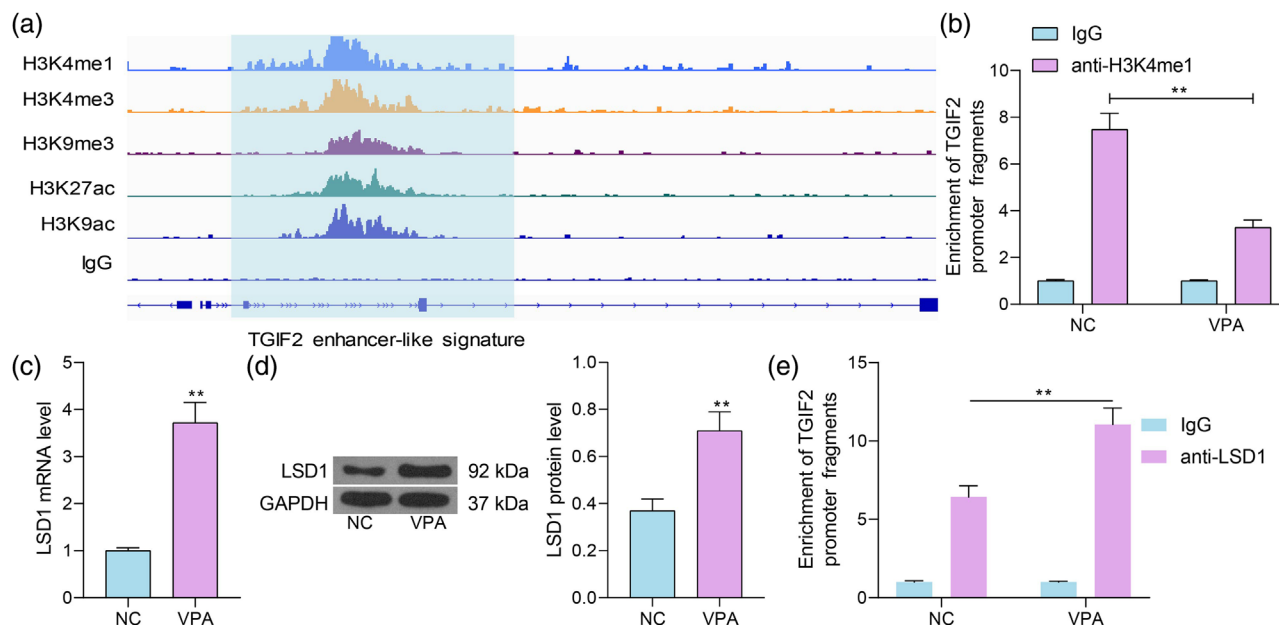 (a)
H3K4me1
H3K4me3
H3K9me3
H3K27ac
H3K9ac
IgG
TGIF2 enhancer-like signature
(b)
IgG
anti-H3K4me1
Enrichment of TGIF2
promoter fragments
10
8
6
4
2
0
**
NC
VPA
(c)
LSD1 mRNA level
5
4
3
2
1
0
**
NC
VPA
(d)
LSD1
92 kDa
GAPDH
37 kDa
NC
VPA
LSD1 protein level
1.0
0.8
0.6
0.4
0.2
0.0
**
NC
VPA
(e)
Enrichment of TGIF2
promoter fragments
15
10
5
0
**
IgG
anti-LSD1
NC
VPA